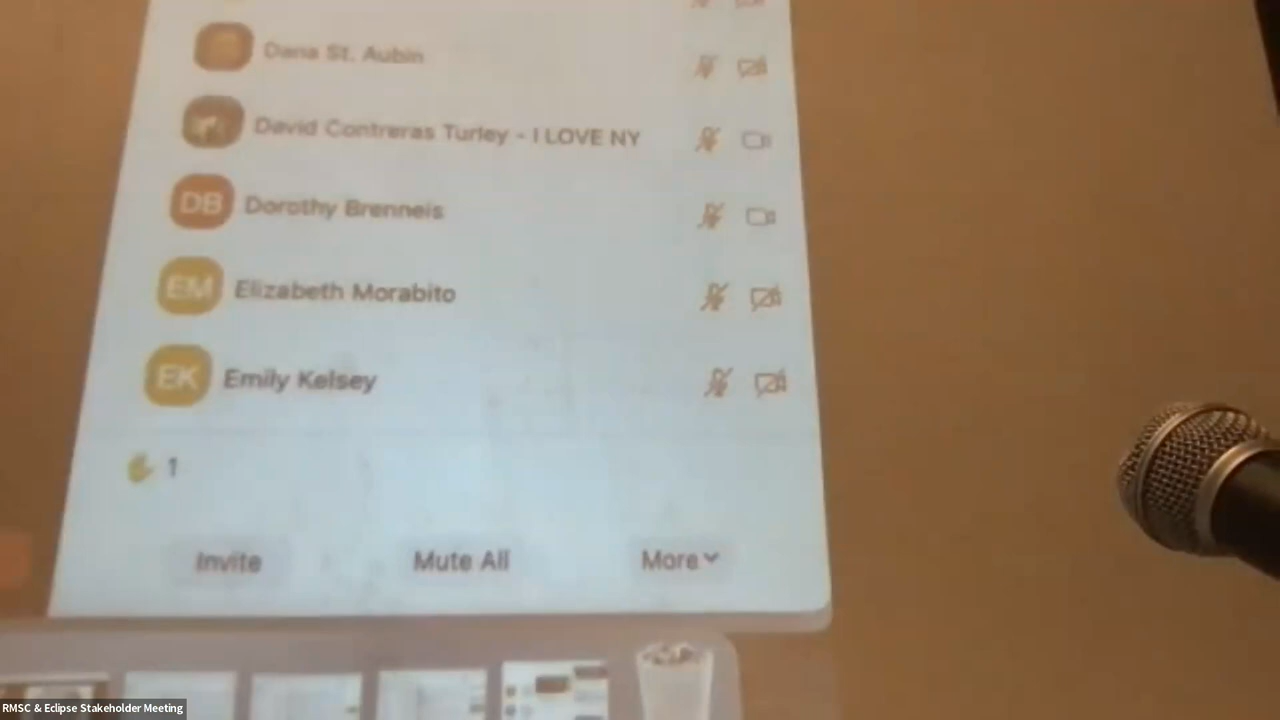 Dana St. Aubin
David Contreras Turley - I LOVE NY
DB Dorothy Brenneis
EM Elizabeth Morabito
EK Emily Kelsey
1
Invite Mute All More
RMSC & Eclipse Stakeholder Meeting